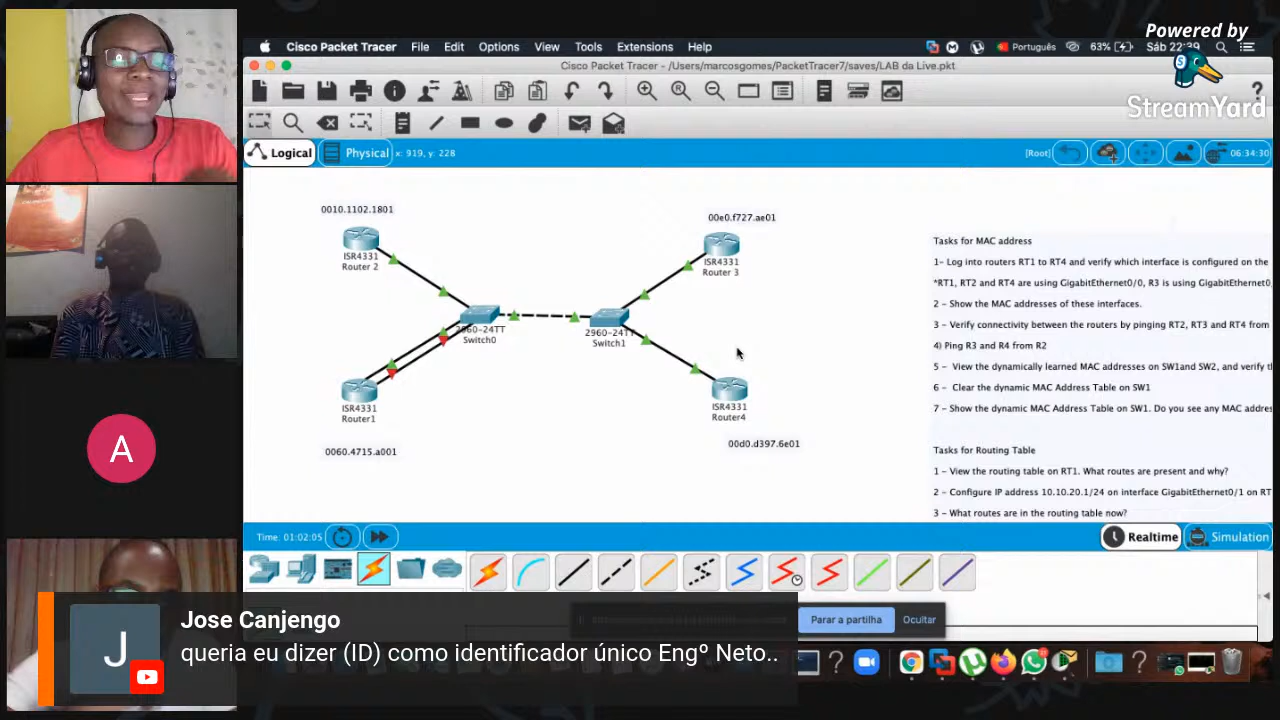 Powered by
StreamYard
Cisco Packet Tracer File Edit Options View Tools Extensions Help
Português 63% Sáb 22:39
Cisco Packet Tracer - /Users/marcosgomes/PacketTracer7/saves/LAB da Live.pkt
Logical Physical x: 919, y: 228
[Root] 06:34:30
0010.1102.1801
ISR4331
Router 2
00e0.f727.ae01
ISR4331
Router 3
2960-24TT
Switch0
2960-24TT
Switch1
ISR4331
Router1
0060.4715.a001
ISR4331
Router4
00d0.d397.6e01
Tasks for MAC address
1- Log into routers RT1 to RT4 and verify which interface is configured on the
*RT1, RT2 and RT4 are using GigabitEthernet0/0, R3 is using GigabitEthernet0
2 - Show the MAC addresses of these interfaces.
3 - Verify connectivity between the routers by pinging RT2, RT3 and RT4 from
4) Ping R3 and R4 from R2
5 - View the dynamically learned MAC addresses on SW1and SW2, and verify t
6 - Clear the dynamic MAC Address Table on SW1
7 - Show the dynamic MAC Address Table on SW1. Do you see any MAC addres
Tasks for Routing Table
1 - View the routing table on RT1. What routes are present and why?
2 - Configure IP address 10.10.20.1/24 on interface GigabitEthernet0/1 on RT
3 - What routes are in the routing table now?
Time: 01:02:05
Realtime Simulation
Parar a partilha Ocultar
A
J
Jose Canjengo
queria eu dizer (ID) como identificador único Engº Neto..